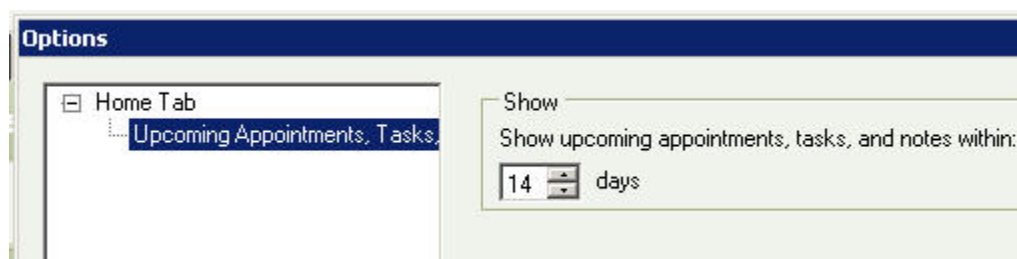 Options
Home Tab
Upcoming Appointments, Tasks,
Show
Show upcoming appointments, tasks, and notes within:
14 days